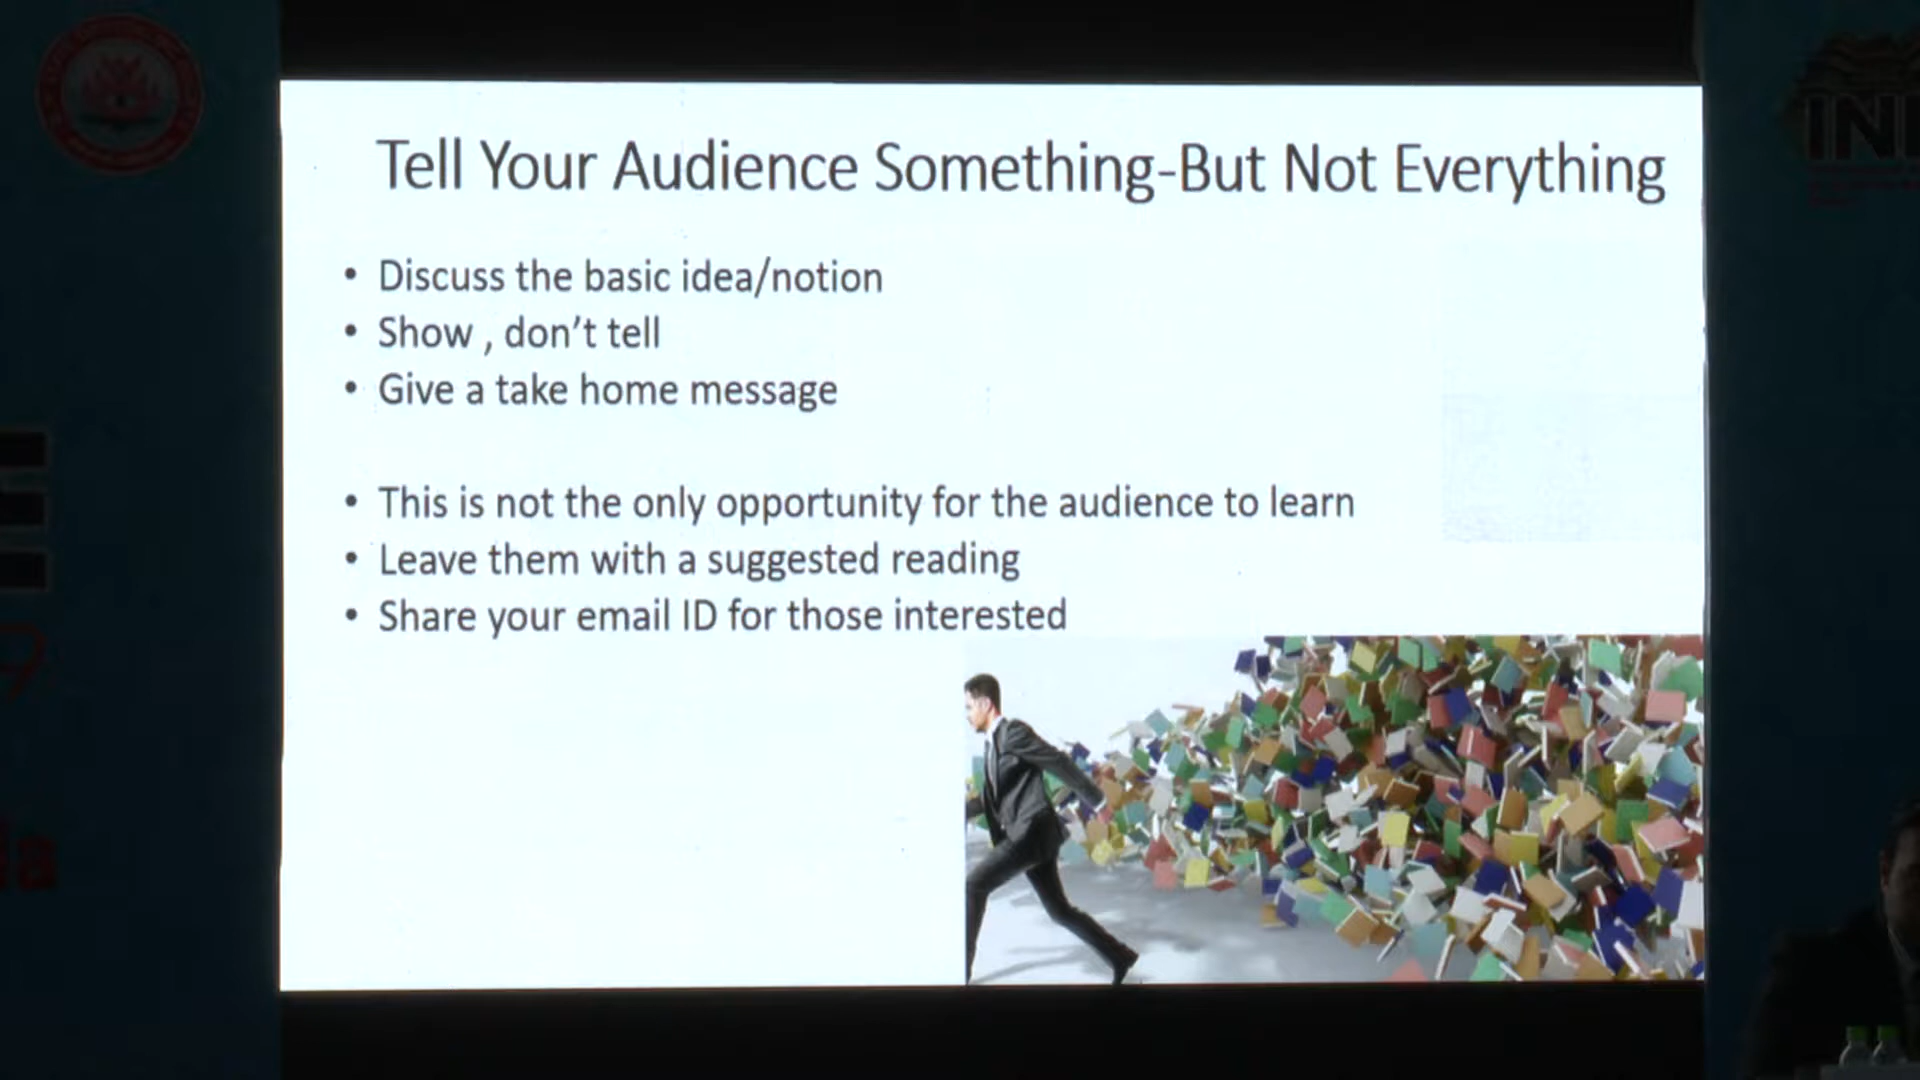 Tell Your Audience Something-But Not Everything
• Discuss the basic idea/notion
• Show , don't tell
• Give a take home message
• This is not the only opportunity for the audience to learn
• Leave them with a suggested reading
• Share your email ID for those interested